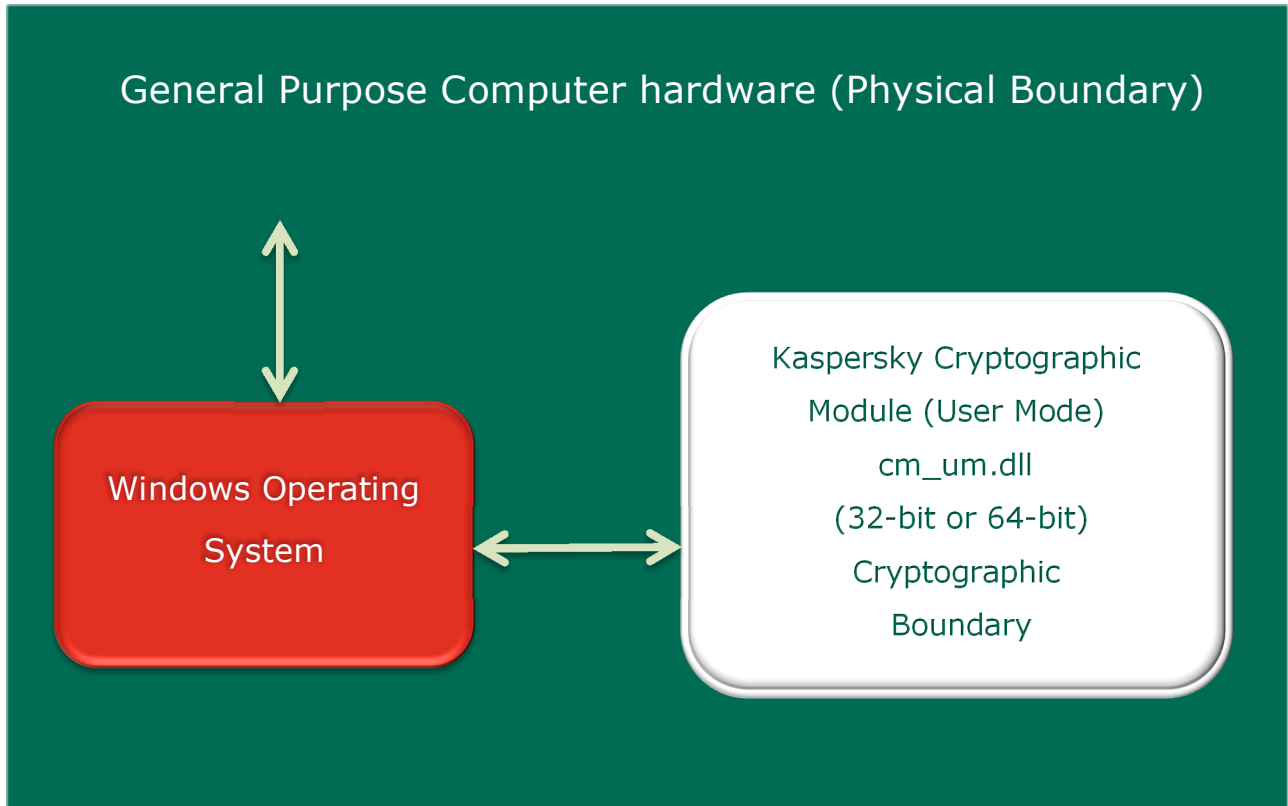 General Purpose Computer hardware (Physical Boundary)
Windows Operating
System
Kaspersky Cryptographic
Module (User Mode)
cm_um.dll
(32-bit or 64-bit)
Cryptographic
Boundary